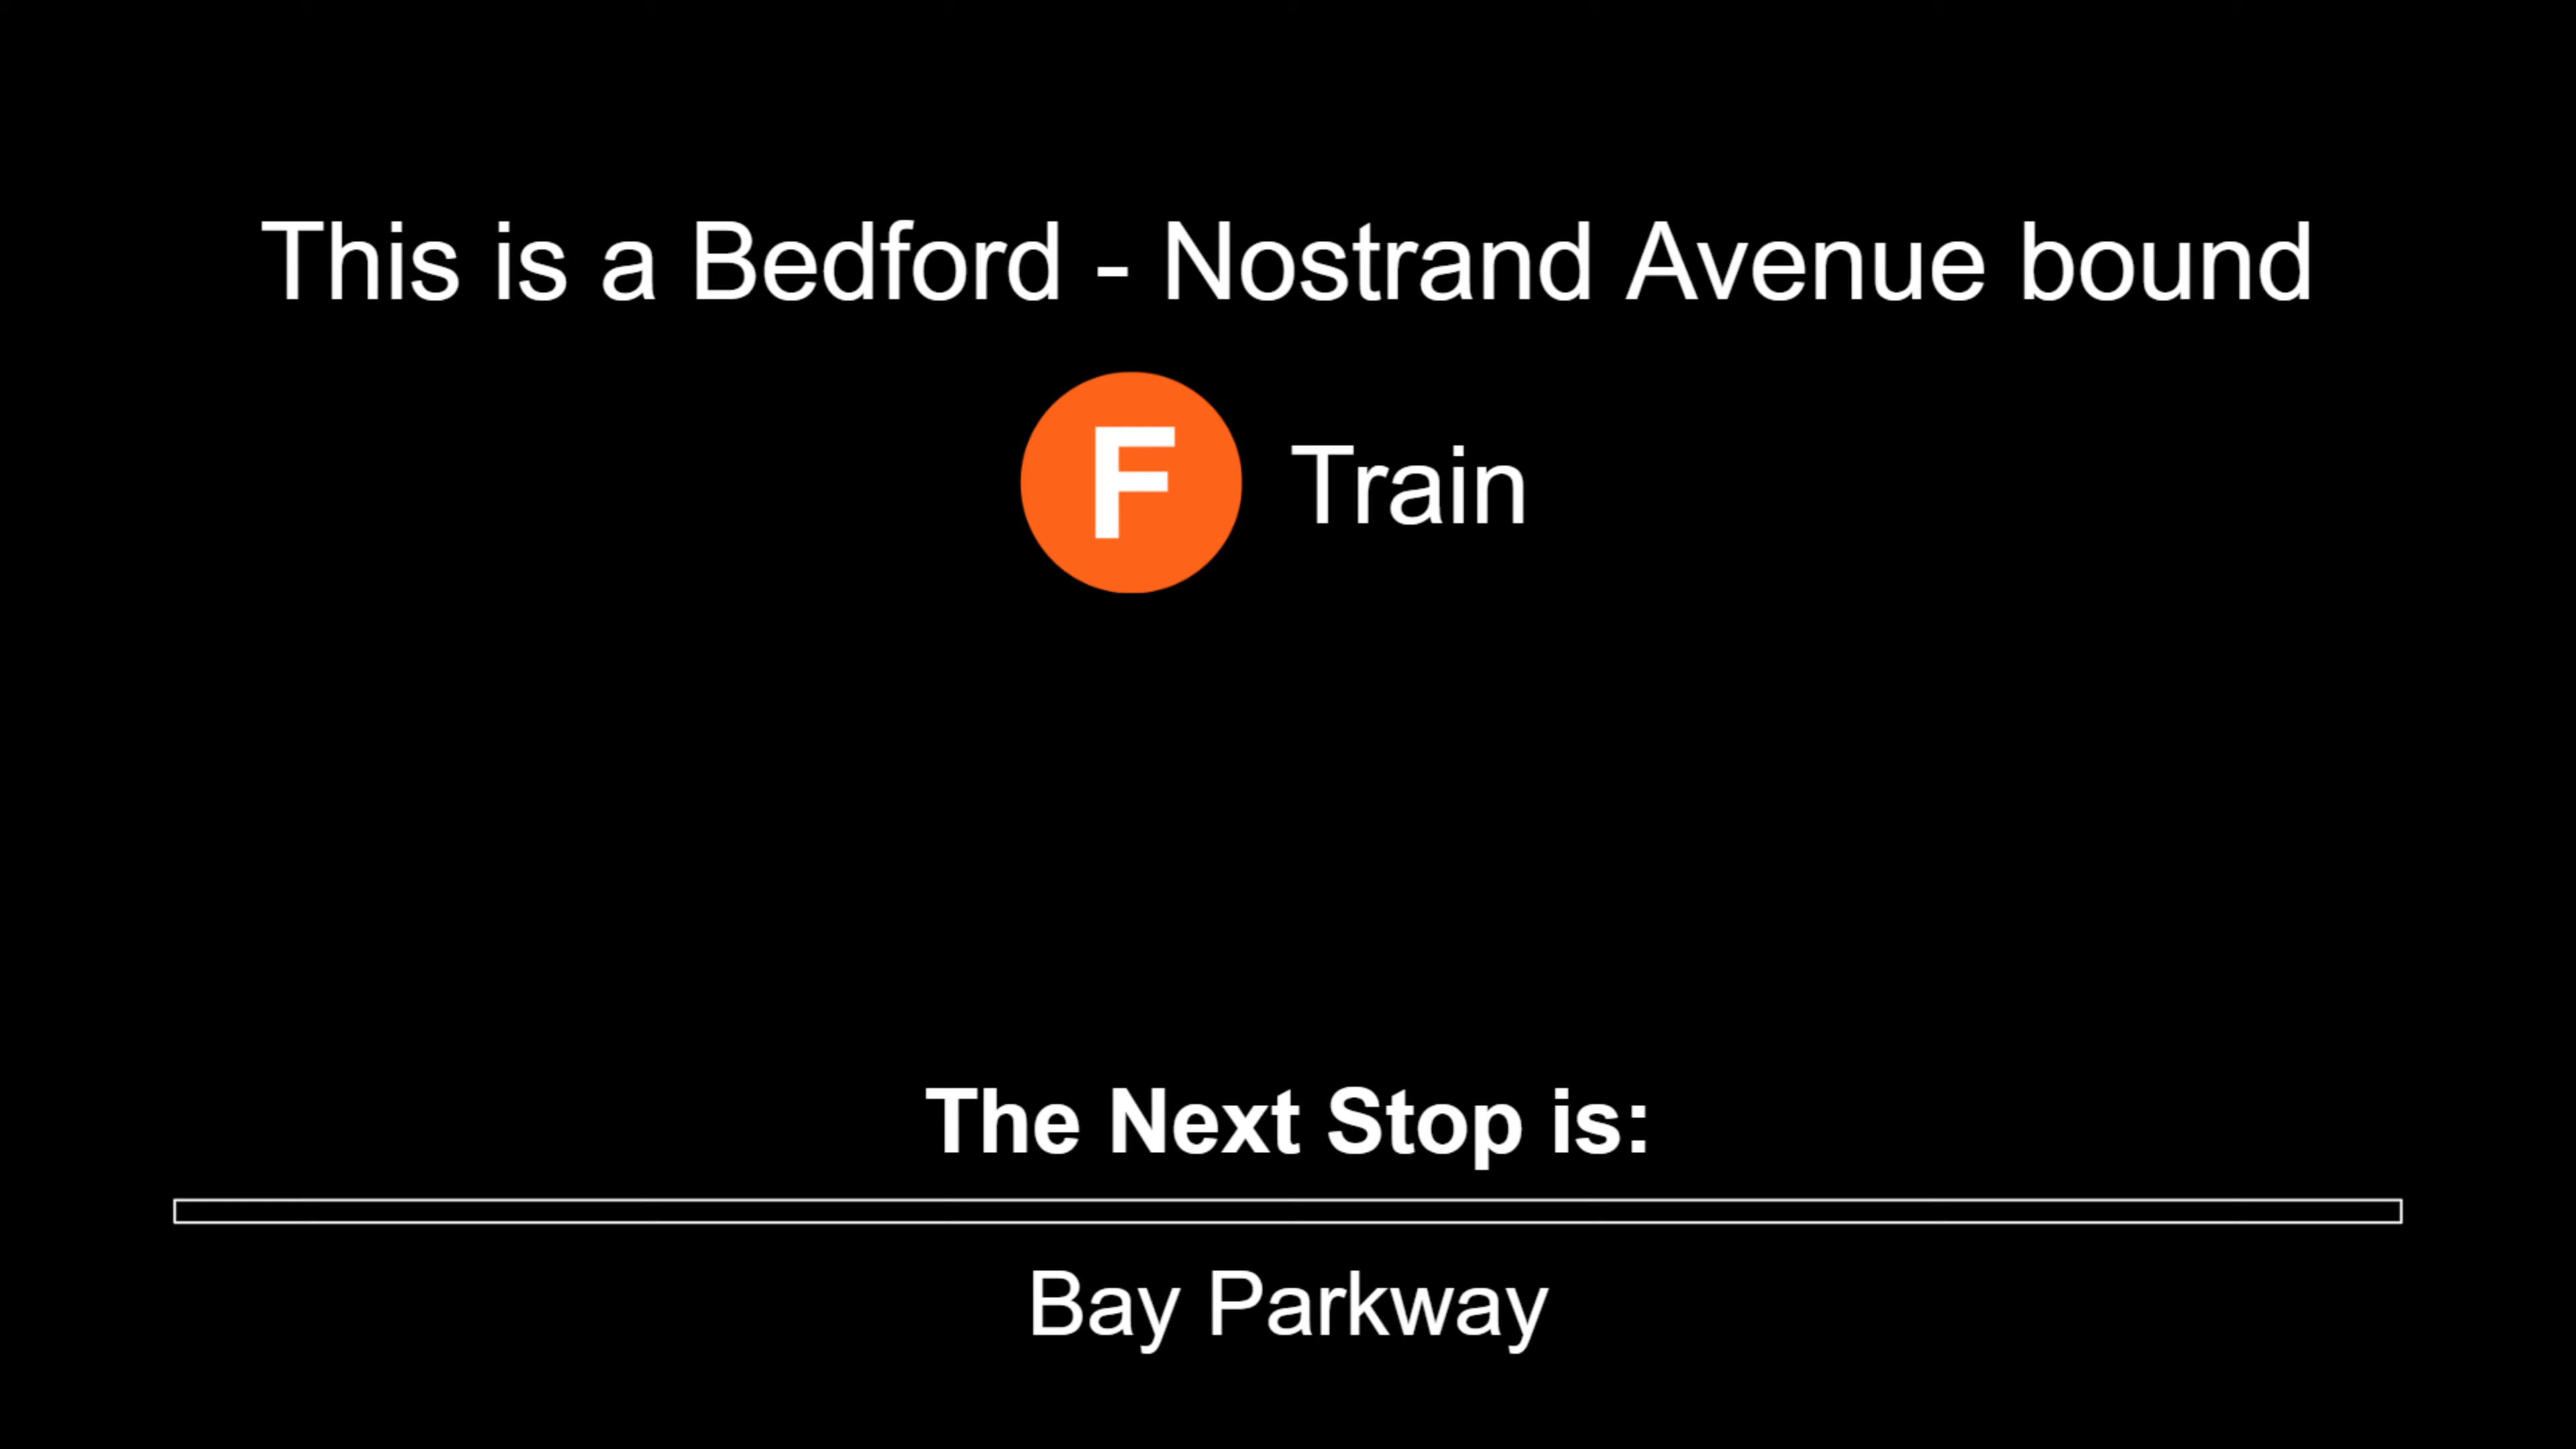 This is a Bedford - Nostrand Avenue bound
F Train
The Next Stop is:
Bay Parkway